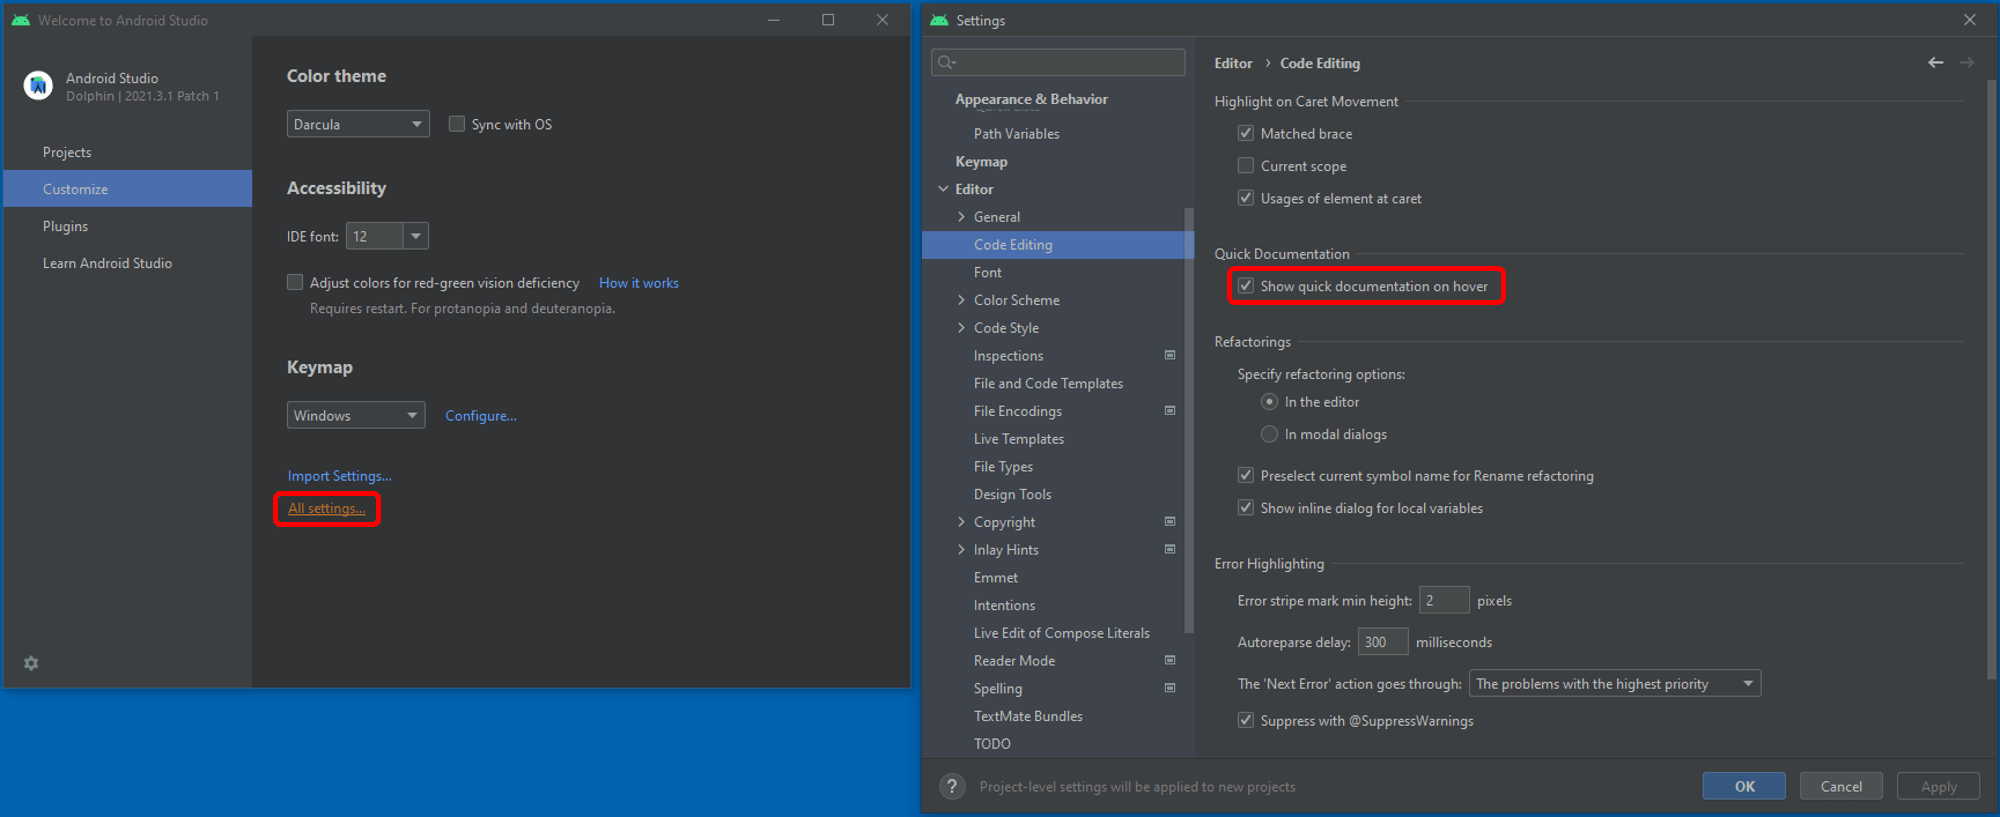 Welcome to Android Studio
Android Studio
Dolphin | 2021.3.1 Patch 1
Projects
Customize
Plugins
Learn Android Studio
Color theme
Darcula
Sync with OS
Accessibility
IDE font: 12
Adjust colors for red-green vision deficiency How it works
Requires restart. For protanopia and deuteranopia.
Keymap
Windows
Configure...
Import Settings...
All settings...
Settings
Appearance & Behavior
Path Variables
Keymap
Editor
General
Code Editing
Font
Color Scheme
Code Style
Inspections
File and Code Templates
File Encodings
Live Templates
File Types
Design Tools
Copyright
Inlay Hints
Emmet
Intentions
Live Edit of Compose Literals
Reader Mode
Spelling
TextMate Bundles
TODO
Editor › Code Editing
Highlight on Caret Movement
Matched brace
Current scope
Usages of element at caret
Quick Documentation
Show quick documentation on hover
Refactorings
Specify refactoring options:
In the editor
In modal dialogs
Preselect current symbol name for Rename refactoring
Show inline dialog for local variables
Error Highlighting
Error stripe mark min height: 2 pixels
Autoreparse delay: 300 milliseconds
The 'Next Error' action goes through: The problems with the highest priority
Suppress with @SuppressWarnings
? Project-level settings will be applied to new projects
OK
Cancel
Apply